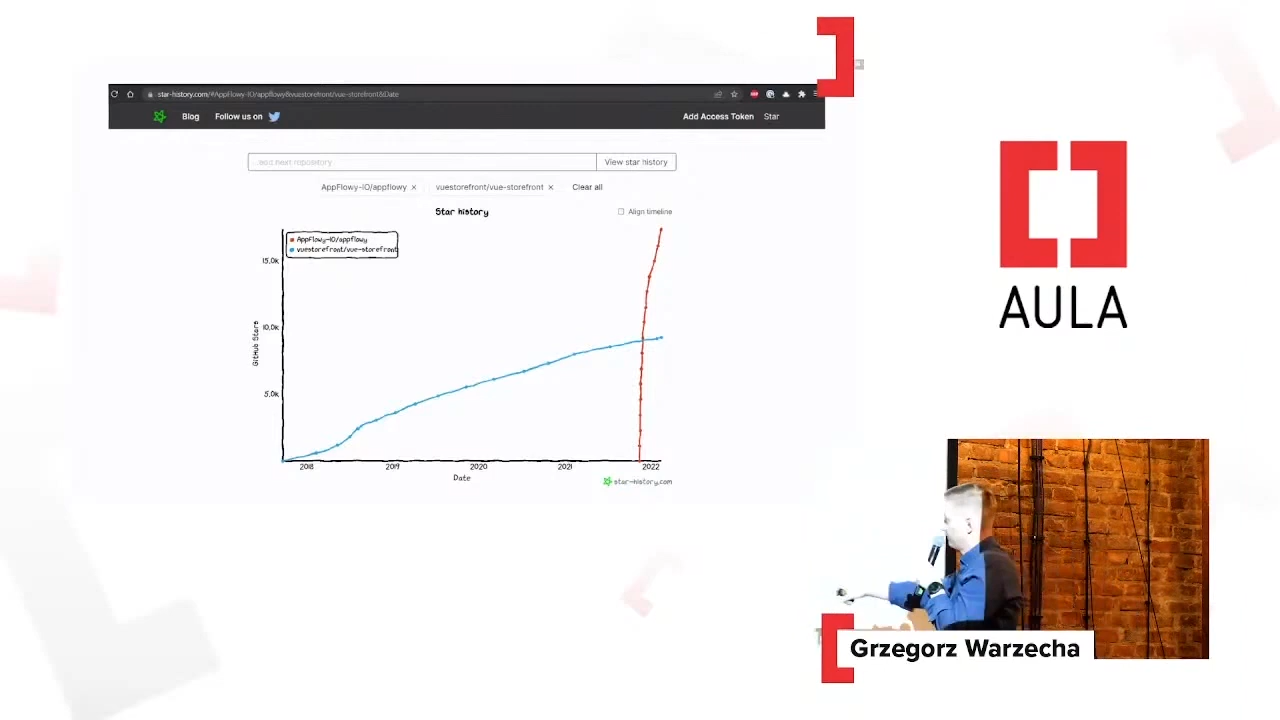 star-history.com/#AppFlowy-IO/appflowy&vuestorefront/vue-storefront&Date
Blog
Follow us on
Add Access Token
Star
...add next repository
View star history
AppFlowy-IO/appflowy ×
vuestorefront/vue-storefront ×
Clear all
Star history
Align timeline
AppFlowy-IO/appflowy
vuestorefront/vue-storefront
15.0k
10.0k
5.0k
GitHub Stars
2018
2019
2020
2021
2022
Date
star-history.com
AULA
Grzegorz Warzecha